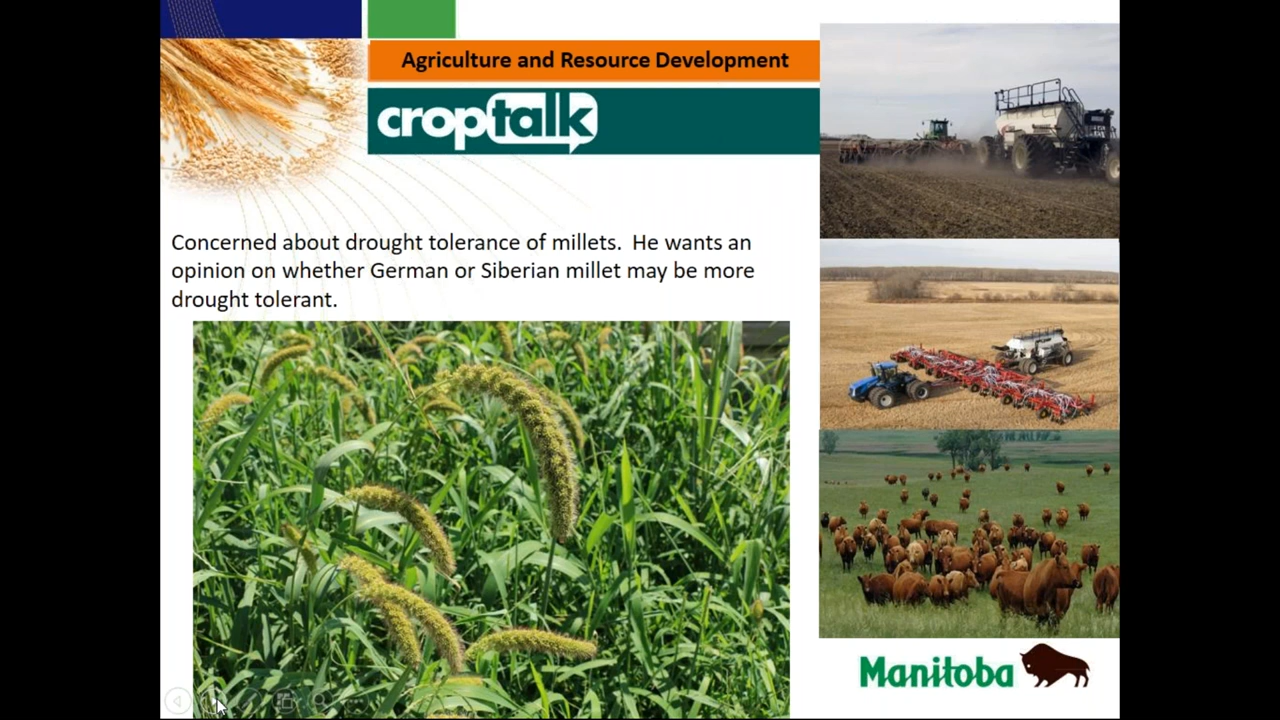 Agriculture and Resource Development
croptalk
Concerned about drought tolerance of millets.  He wants an
opinion on whether German or Siberian millet may be more
drought tolerant.
Manitoba